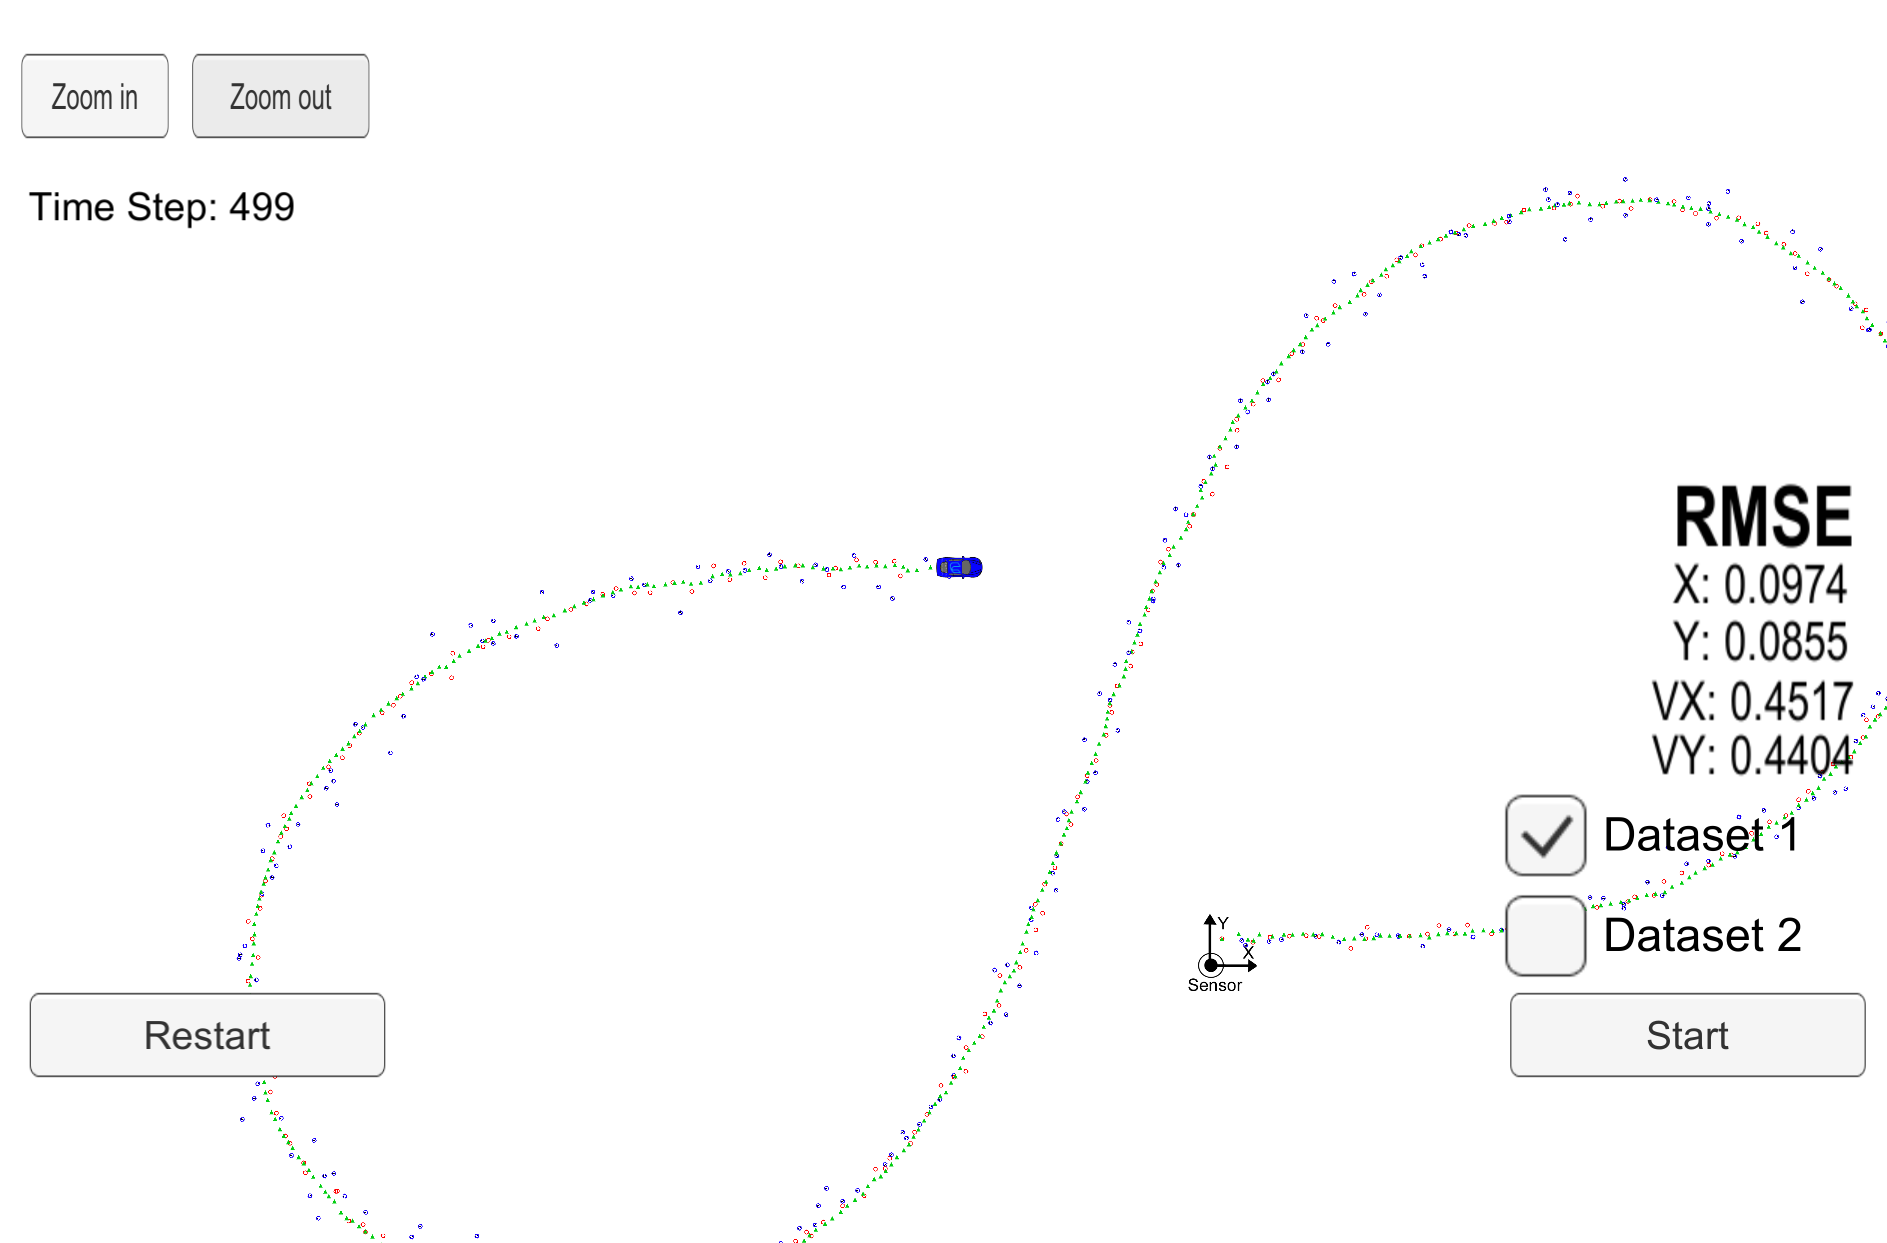 Zoom in
Zoom out
Time Step: 499
RMSE
X: 0.0974
Y: 0.0855
VX: 0.4517
VY: 0.4404
Dataset 1
Dataset 2
Y
X
Sensor
Restart
Start